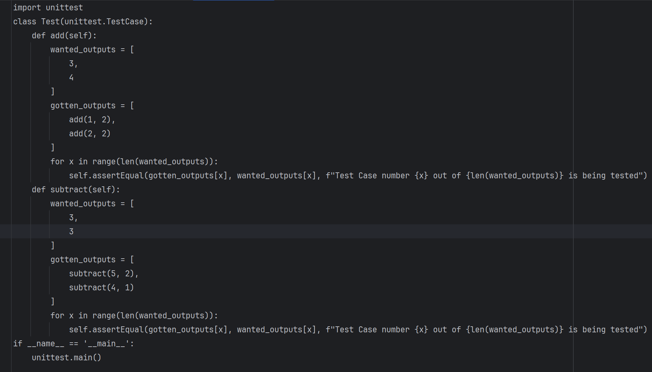 import unittest
class Test(unittest.TestCase):
    def add(self):
        wanted_outputs = [
            3,
            4
        ]
        gotten_outputs = [
            add(1, 2),
            add(2, 2)
        ]
        for x in range(len(wanted_outputs)):
            self.assertEqual(gotten_outputs[x], wanted_outputs[x], f"Test Case number {x} out of {len(wanted_outputs)} is being tested")
    def subtract(self):
        wanted_outputs = [
            3,
            3
        ]
        gotten_outputs = [
            subtract(5, 2),
            subtract(4, 1)
        ]
        for x in range(len(wanted_outputs)):
            self.assertEqual(gotten_outputs[x], wanted_outputs[x], f"Test Case number {x} out of {len(wanted_outputs)} is being tested")
if __name__ == '__main__':
    unittest.main()